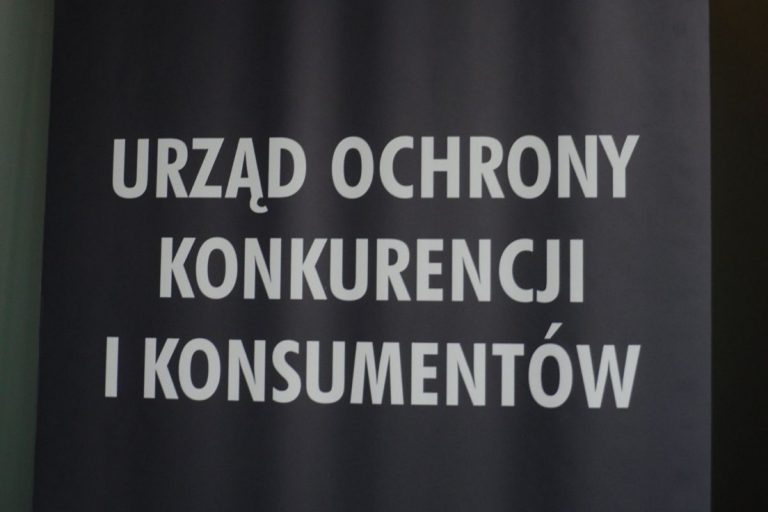 URZĄD OCHRONY
KONKURENCJI
I KONSUMENTÓW